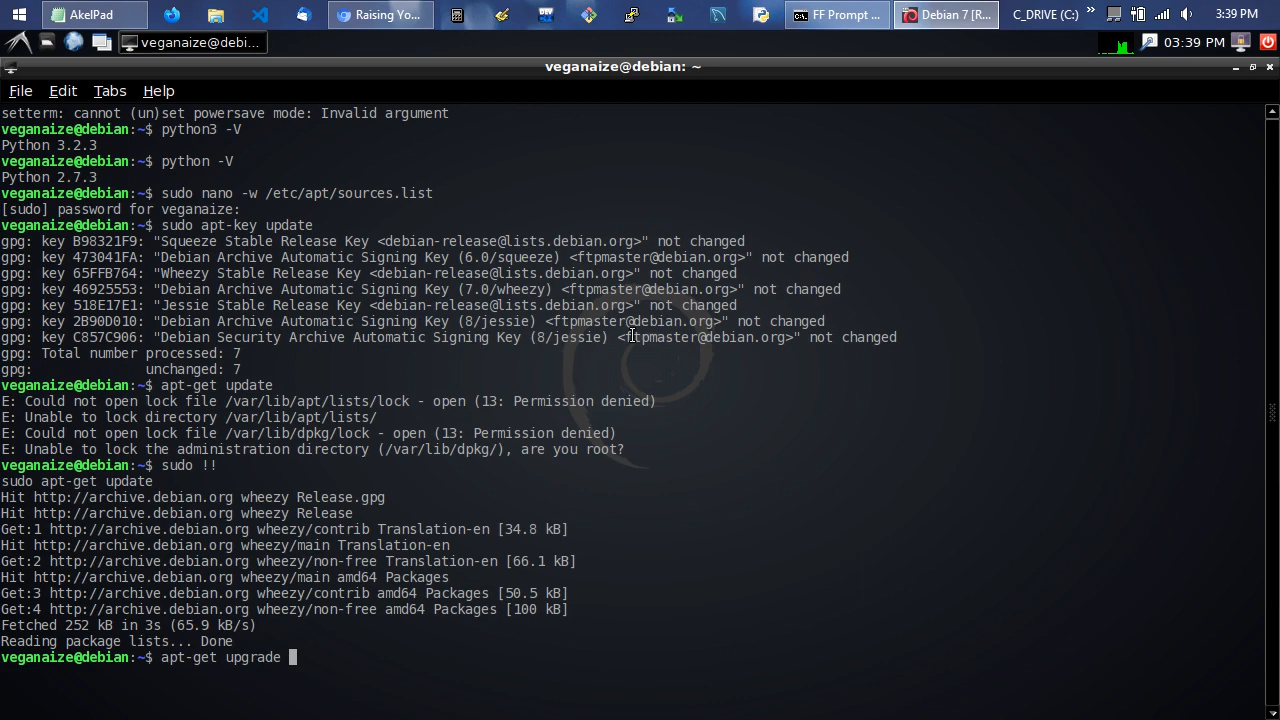 AkelPad
Raising Yo...
FF Prompt ...
Debian 7 [R...
C_DRIVE (C:)
»
3:39 PM
veganaize@debi...
03:39 PM
veganaize@debian: ~
File Edit Tabs Help
setterm: cannot (un)set powersave mode: Invalid argument
veganaize@debian:~$ python3 -V
Python 3.2.3
veganaize@debian:~$ python -V
Python 2.7.3
veganaize@debian:~$ sudo nano -w /etc/apt/sources.list
[sudo] password for veganaize:
veganaize@debian:~$ sudo apt-key update
gpg: key B98321F9: "Squeeze Stable Release Key <debian-release@lists.debian.org>" not changed
gpg: key 473041FA: "Debian Archive Automatic Signing Key (6.0/squeeze) <ftpmaster@debian.org>" not changed
gpg: key 65FFB764: "Wheezy Stable Release Key <debian-release@lists.debian.org>" not changed
gpg: key 46925553: "Debian Archive Automatic Signing Key (7.0/wheezy) <ftpmaster@debian.org>" not changed
gpg: key 518E17E1: "Jessie Stable Release Key <debian-release@lists.debian.org>" not changed
gpg: key 2B90D010: "Debian Archive Automatic Signing Key (8/jessie) <ftpmaster@debian.org>" not changed
gpg: key C857C906: "Debian Security Archive Automatic Signing Key (8/jessie) <ftpmaster@debian.org>" not changed
gpg: Total number processed: 7
gpg:              unchanged: 7
veganaize@debian:~$ apt-get update
E: Could not open lock file /var/lib/apt/lists/lock - open (13: Permission denied)
E: Unable to lock directory /var/lib/apt/lists/
E: Could not open lock file /var/lib/dpkg/lock - open (13: Permission denied)
E: Unable to lock the administration directory (/var/lib/dpkg/), are you root?
veganaize@debian:~$ sudo !!
sudo apt-get update
Hit http://archive.debian.org wheezy Release.gpg
Hit http://archive.debian.org wheezy Release
Get:1 http://archive.debian.org wheezy/contrib Translation-en [34.8 kB]
Hit http://archive.debian.org wheezy/main Translation-en
Get:2 http://archive.debian.org wheezy/non-free Translation-en [66.1 kB]
Hit http://archive.debian.org wheezy/main amd64 Packages
Get:3 http://archive.debian.org wheezy/contrib amd64 Packages [50.5 kB]
Get:4 http://archive.debian.org wheezy/non-free amd64 Packages [100 kB]
Fetched 252 kB in 3s (65.9 kB/s)
Reading package lists... Done
veganaize@debian:~$ apt-get upgrade